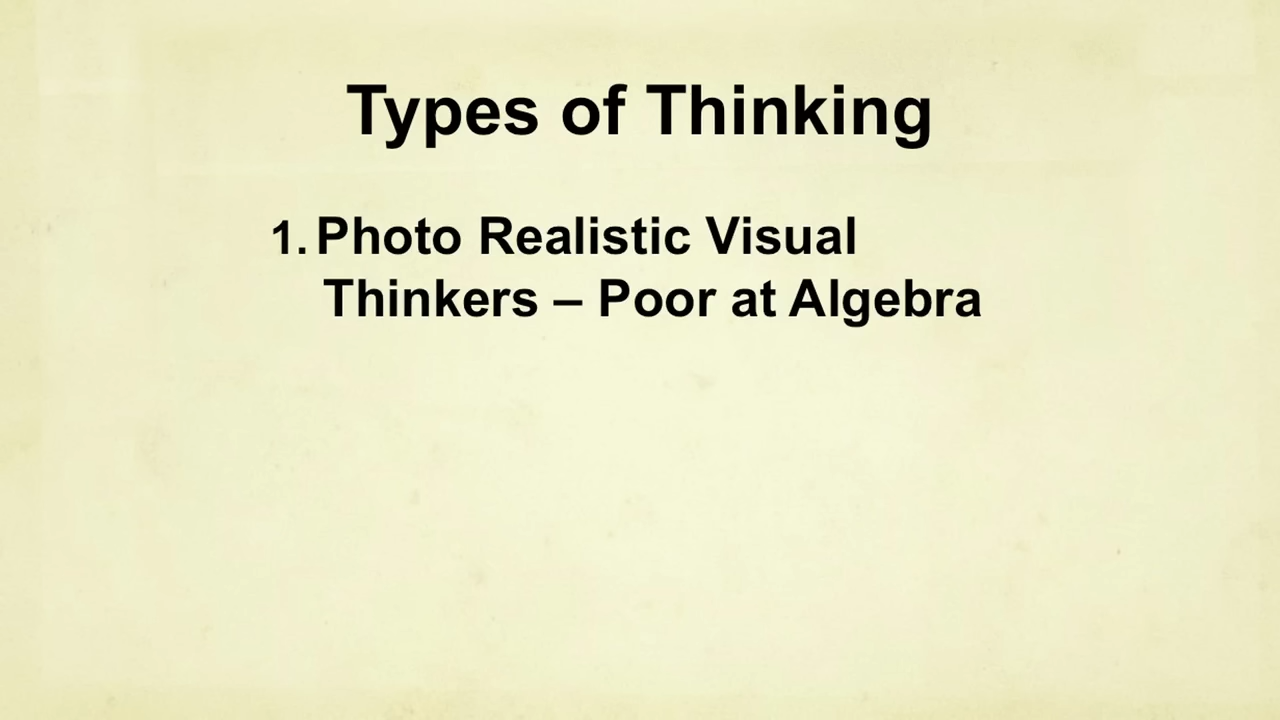 Types of Thinking
1. Photo Realistic Visual
Thinkers – Poor at Algebra